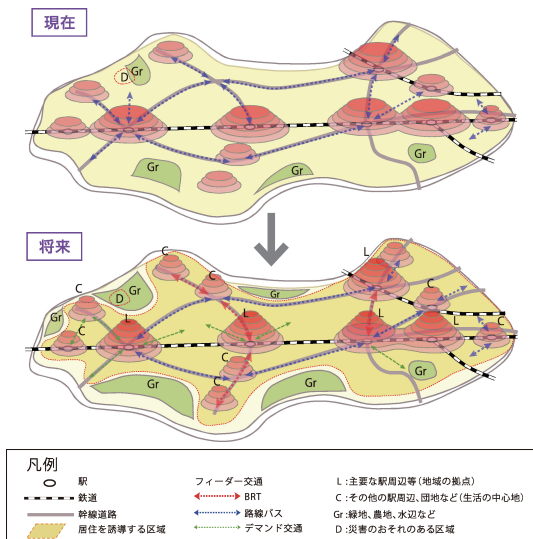 現在
D Gr
Gr
Gr
Gr
将来
L
C
C
C
Gr
C
D
Gr
Gr
C
L
L
L
L
C
C
C
Gr
Gr
Gr
凡例
駅
鉄道
幹線道路
居住を誘導する区域
フィーダー交通
BRT
路線バス
デマンド交通
L:主要な駅周辺等(地域の拠点)
C:その他の駅周辺、団地など(生活の中心地)
Gr:緑地、農地、水辺など
D:災害のおそれのある区域